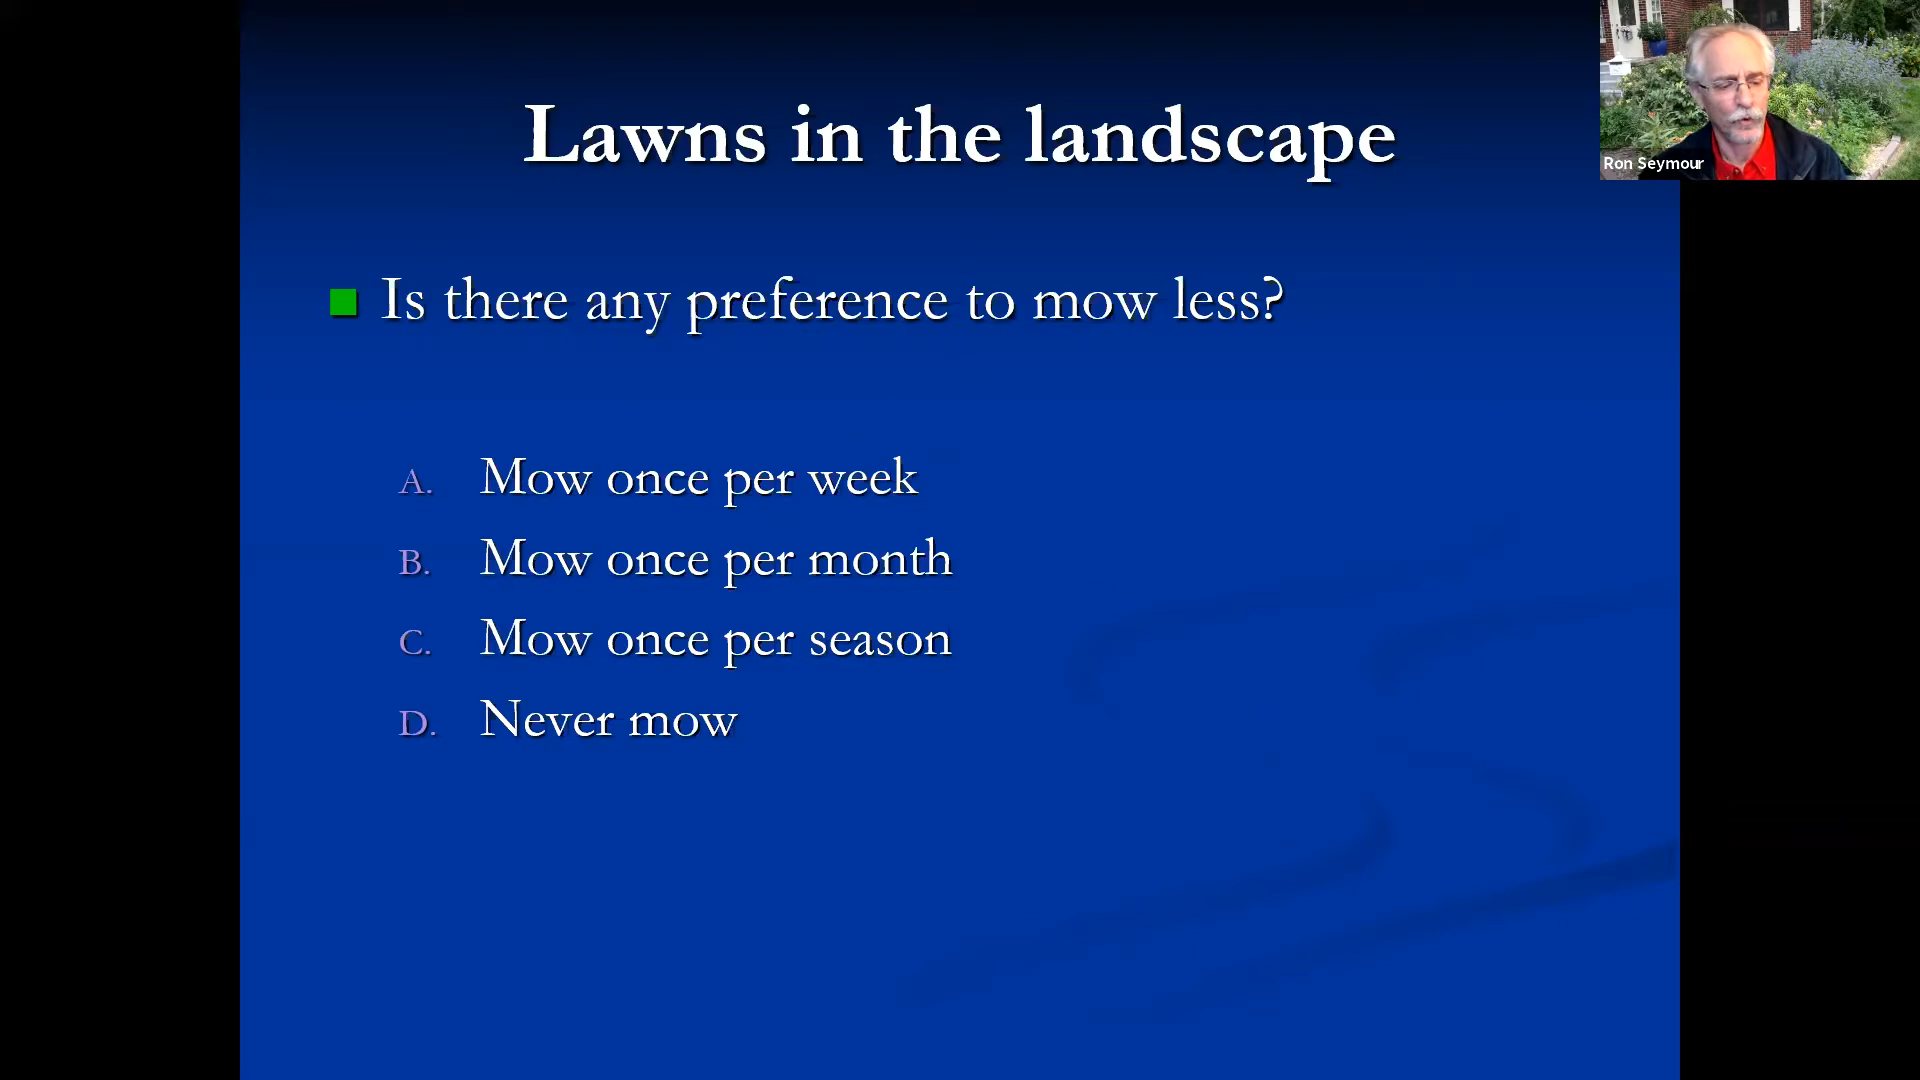 Lawns in the landscape
Ron Seymour
Is there any preference to mow less?
A. Mow once per week
B. Mow once per month
C. Mow once per season
D. Never mow